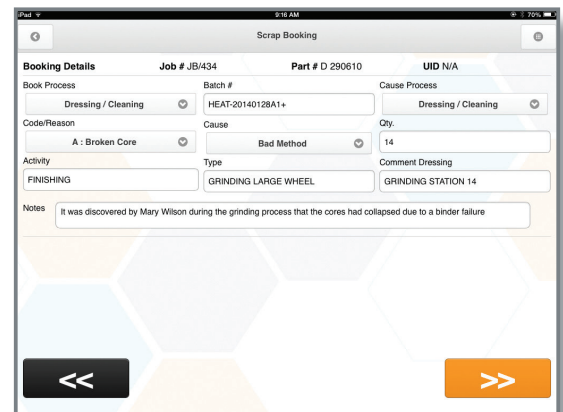 iPad 9:16 AM 70%
Scrap Booking
Booking Details Job # JB/434 Part # D 290610 UID N/A
Book Process Batch # Cause Process
Dressing / Cleaning HEAT-20140128A1+ Dressing / Cleaning
Code/Reason Cause Qty.
A : Broken Core Bad Method 14
Activity Type Comment Dressing
FINISHING GRINDING LARGE WHEEL GRINDING STATION 14
Notes It was discovered by Mary Wilson during the grinding process that the cores had collapsed due to a binder failure
<< >>